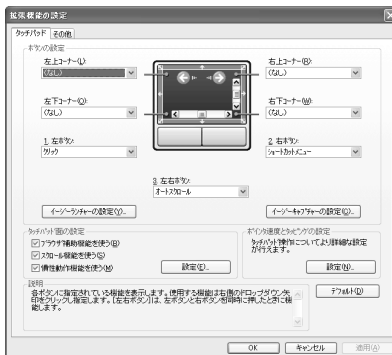 拡張機能の設定
タッチパッド その他
ボタンの設定
左上コーナー(L): 右上コーナー(R):
(なし) (なし)
左下コーナー(O): 右下コーナー(W):
(なし) (なし)
1. 左ボタン: 2. 右ボタン:
クリック ショートカットメニュー
3. 左右ボタン:
オートスクロール
イージーランチャーの設定(Y)... イージーキャプチャーの設定(C)...
タッチパッド面の設定 ポインタ速度とタッピングの設定
ブラウザ補助機能を使う(B) タッチパッド操作についてより詳細な設定
スクロール機能を使う(S) が行えます。
慣性動作機能を使う(M) 設定(E)... 設定(N)...
説明
各ボタンに指定されている機能を表示します。使用する機能は右側のドロップダウン矢 デフォルト(D)
印をクリックし指定します。[左右ボタン]は、左ボタンと右ボタンを同時に押したときに機
能します。
OK キャンセル 適用(A)